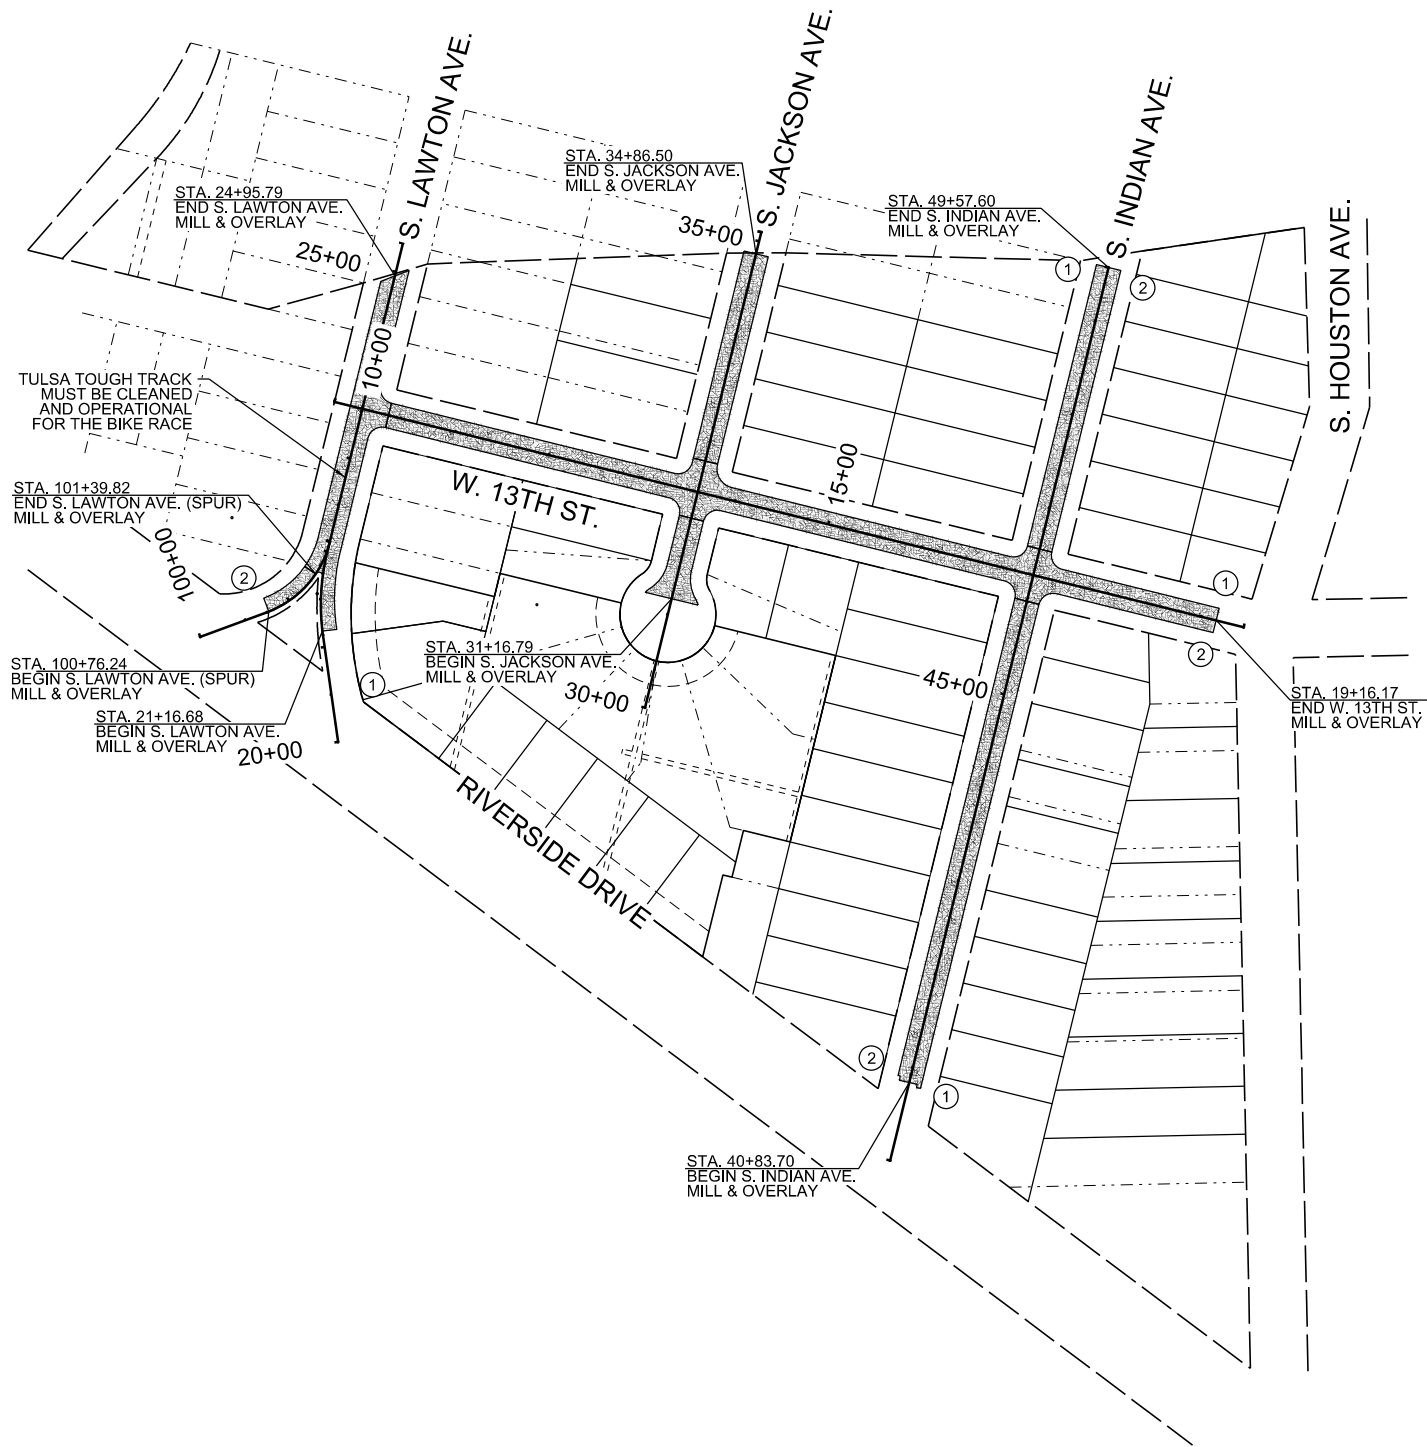 S. LAWTON AVE.
S. JACKSON AVE.
S. INDIAN AVE.
S. HOUSTON AVE.
STA. 34+86.50
END S. JACKSON AVE.
MILL & OVERLAY
STA. 24+95.79
END S. LAWTON AVE.
MILL & OVERLAY
STA. 49+57.60
END S. INDIAN AVE.
MILL & OVERLAY
25+00
35+00
1
2
10+00
TULSA TOUGH TRACK
MUST BE CLEANED
AND OPERATIONAL
FOR THE BIKE RACE
15+00
W. 13TH ST.
STA. 101+39.82
END S. LAWTON AVE. (SPUR)
MILL & OVERLAY
100+00
2
1
2
STA. 100+76.24
BEGIN S. LAWTON AVE. (SPUR)
MILL & OVERLAY
STA. 31+16.79
BEGIN S. JACKSON AVE.
MILL & OVERLAY
1
30+00
45+00
STA. 19+16.17
END W. 13TH ST.
MILL & OVERLAY
STA. 21+16.68
BEGIN S. LAWTON AVE.
MILL & OVERLAY
20+00
RIVERSIDE DRIVE
2
1
STA. 40+83.70
BEGIN S. INDIAN AVE.
MILL & OVERLAY